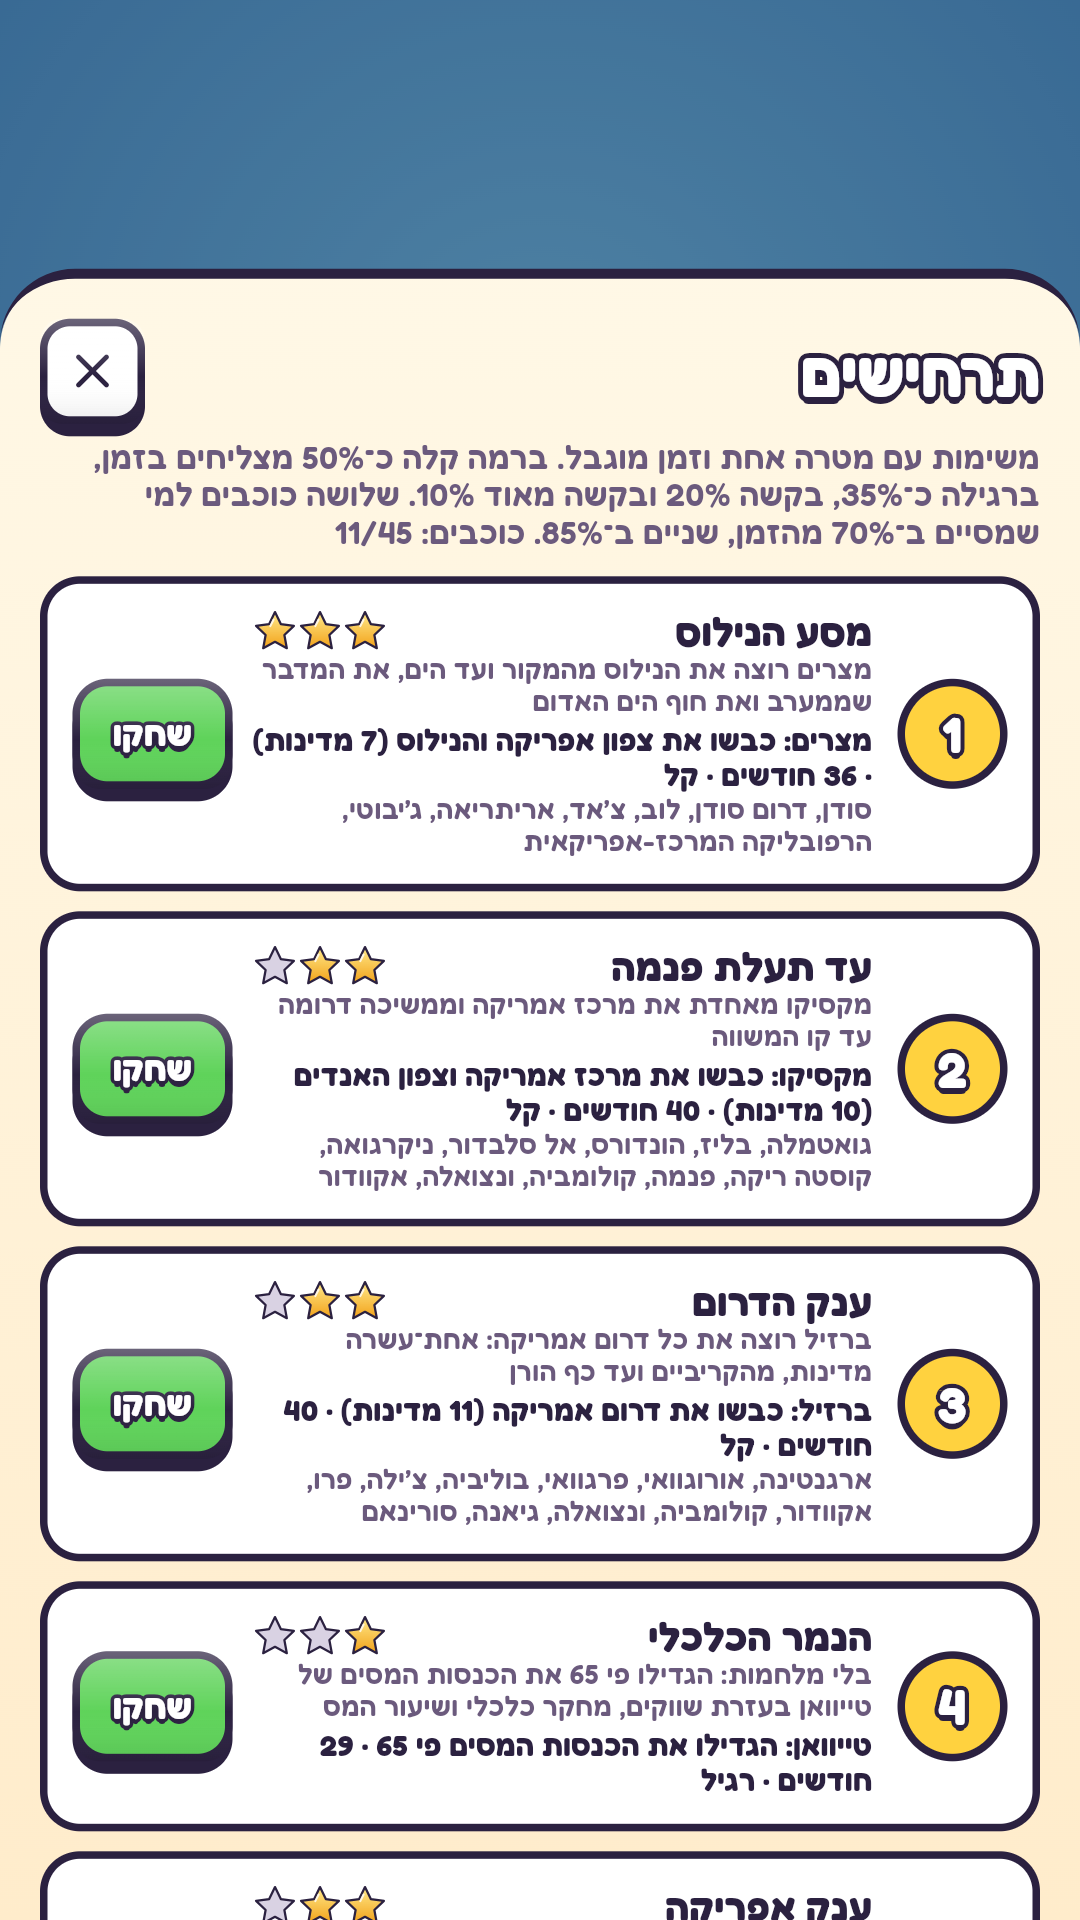 תרחישים
משימות עם מטרה אחת וזמן מוגבל. ברמה קלה כ־50% מצליחים בזמן,
ברגילה כ־35%, בקשה 20% ובקשה מאוד 10%. שלושה כוכבים למי
שמסיים ב־70% מהזמן, שניים ב־85%. כוכבים: 11/45
1
מסע הנילוס
מצרים רוצה את הנילוס מהמקור ועד הים, את המדבר
שממערב ואת חוף הים האדום
מצרים: כבשו את צפון אפריקה והנילוס (7 מדינות)
· 36 חודשים · קל
סודן, דרום סודן, לוב, צ'אד, אריתריאה, ג'יבוטי,
הרפובליקה המרכז-אפריקאית
שחקו
2
עד תעלת פנמה
מקסיקו מאחדת את מרכז אמריקה וממשיכה דרומה
עד קו המשווה
מקסיקו: כבשו את מרכז אמריקה וצפון האנדים
(10 מדינות) · 40 חודשים · קל
גואטמלה, בליז, הונדורס, אל סלבדור, ניקרגואה,
קוסטה ריקה, פנמה, קולומביה, ונצואלה, אקוודור
שחקו
3
ענק הדרום
ברזיל רוצה את כל דרום אמריקה: אחת־עשרה
מדינות, מהקריביים ועד כף הורן
ברזיל: כבשו את דרום אמריקה (11 מדינות) · 40
חודשים · קל
ארגנטינה, אורוגוואי, פרגוואי, בוליביה, צ'ילה, פרו,
אקוודור, קולומביה, ונצואלה, גיאנה, סורינאם
שחקו
4
הנמר הכלכלי
בלי מלחמות: הגדילו פי 65 את הכנסות המסים של
טייוואן בעזרת שווקים, מחקר כלכלי ושיעור המס
טייוואן: הגדילו את הכנסות המסים פי 65 · 29
חודשים · רגיל
שחקו
ענק אפריקה